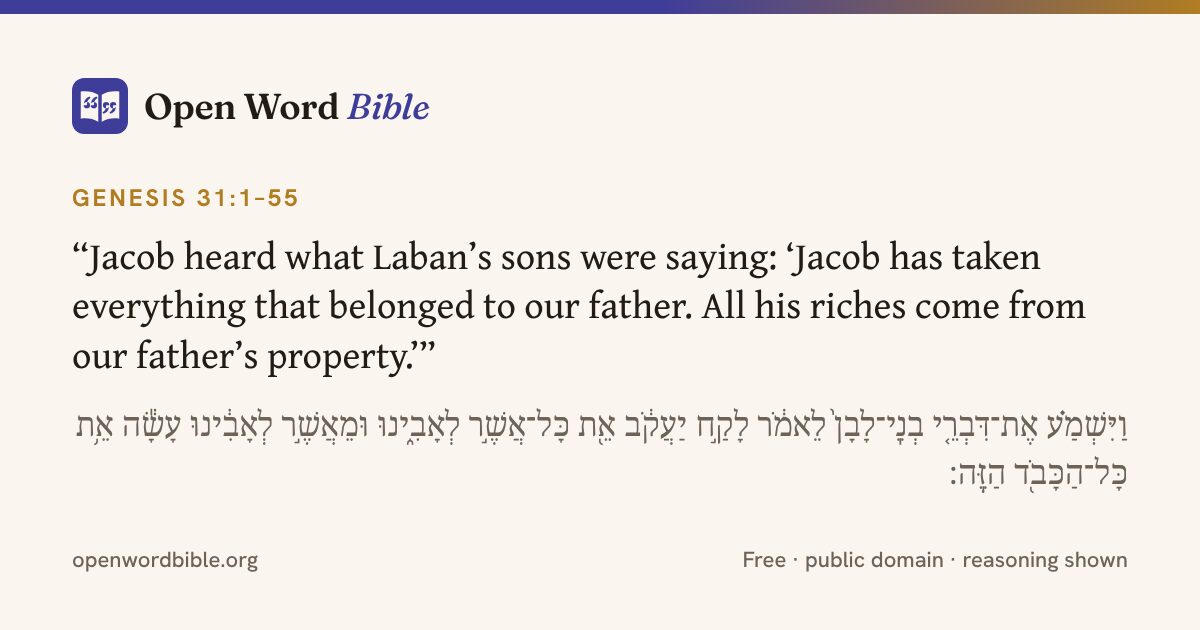 Open Word Bible
GENESIS 31:1–55
“Jacob heard what Laban’s sons were saying: ‘Jacob has taken
everything that belonged to our father. All his riches come from
our father’s property.’”
וַיִּשְׁמַ֗ע אֶת־דִּבְרֵ֤י בְנֵֽי־לָבָן֙ לֵאמֹ֔ר לָקַ֣ח יַעֲקֹ֔ב אֵ֖ת כָּל־אֲשֶׁ֣ר לְאָבִ֑ינוּ וּמֵאֲשֶׁ֣ר לְאָבִ֔ינוּ עָשָׂ֕ה אֵ֥ת
כָּל־הַכָּבֹ֖ד הַזֶּֽה׃
openwordbible.org
Free · public domain · reasoning shown